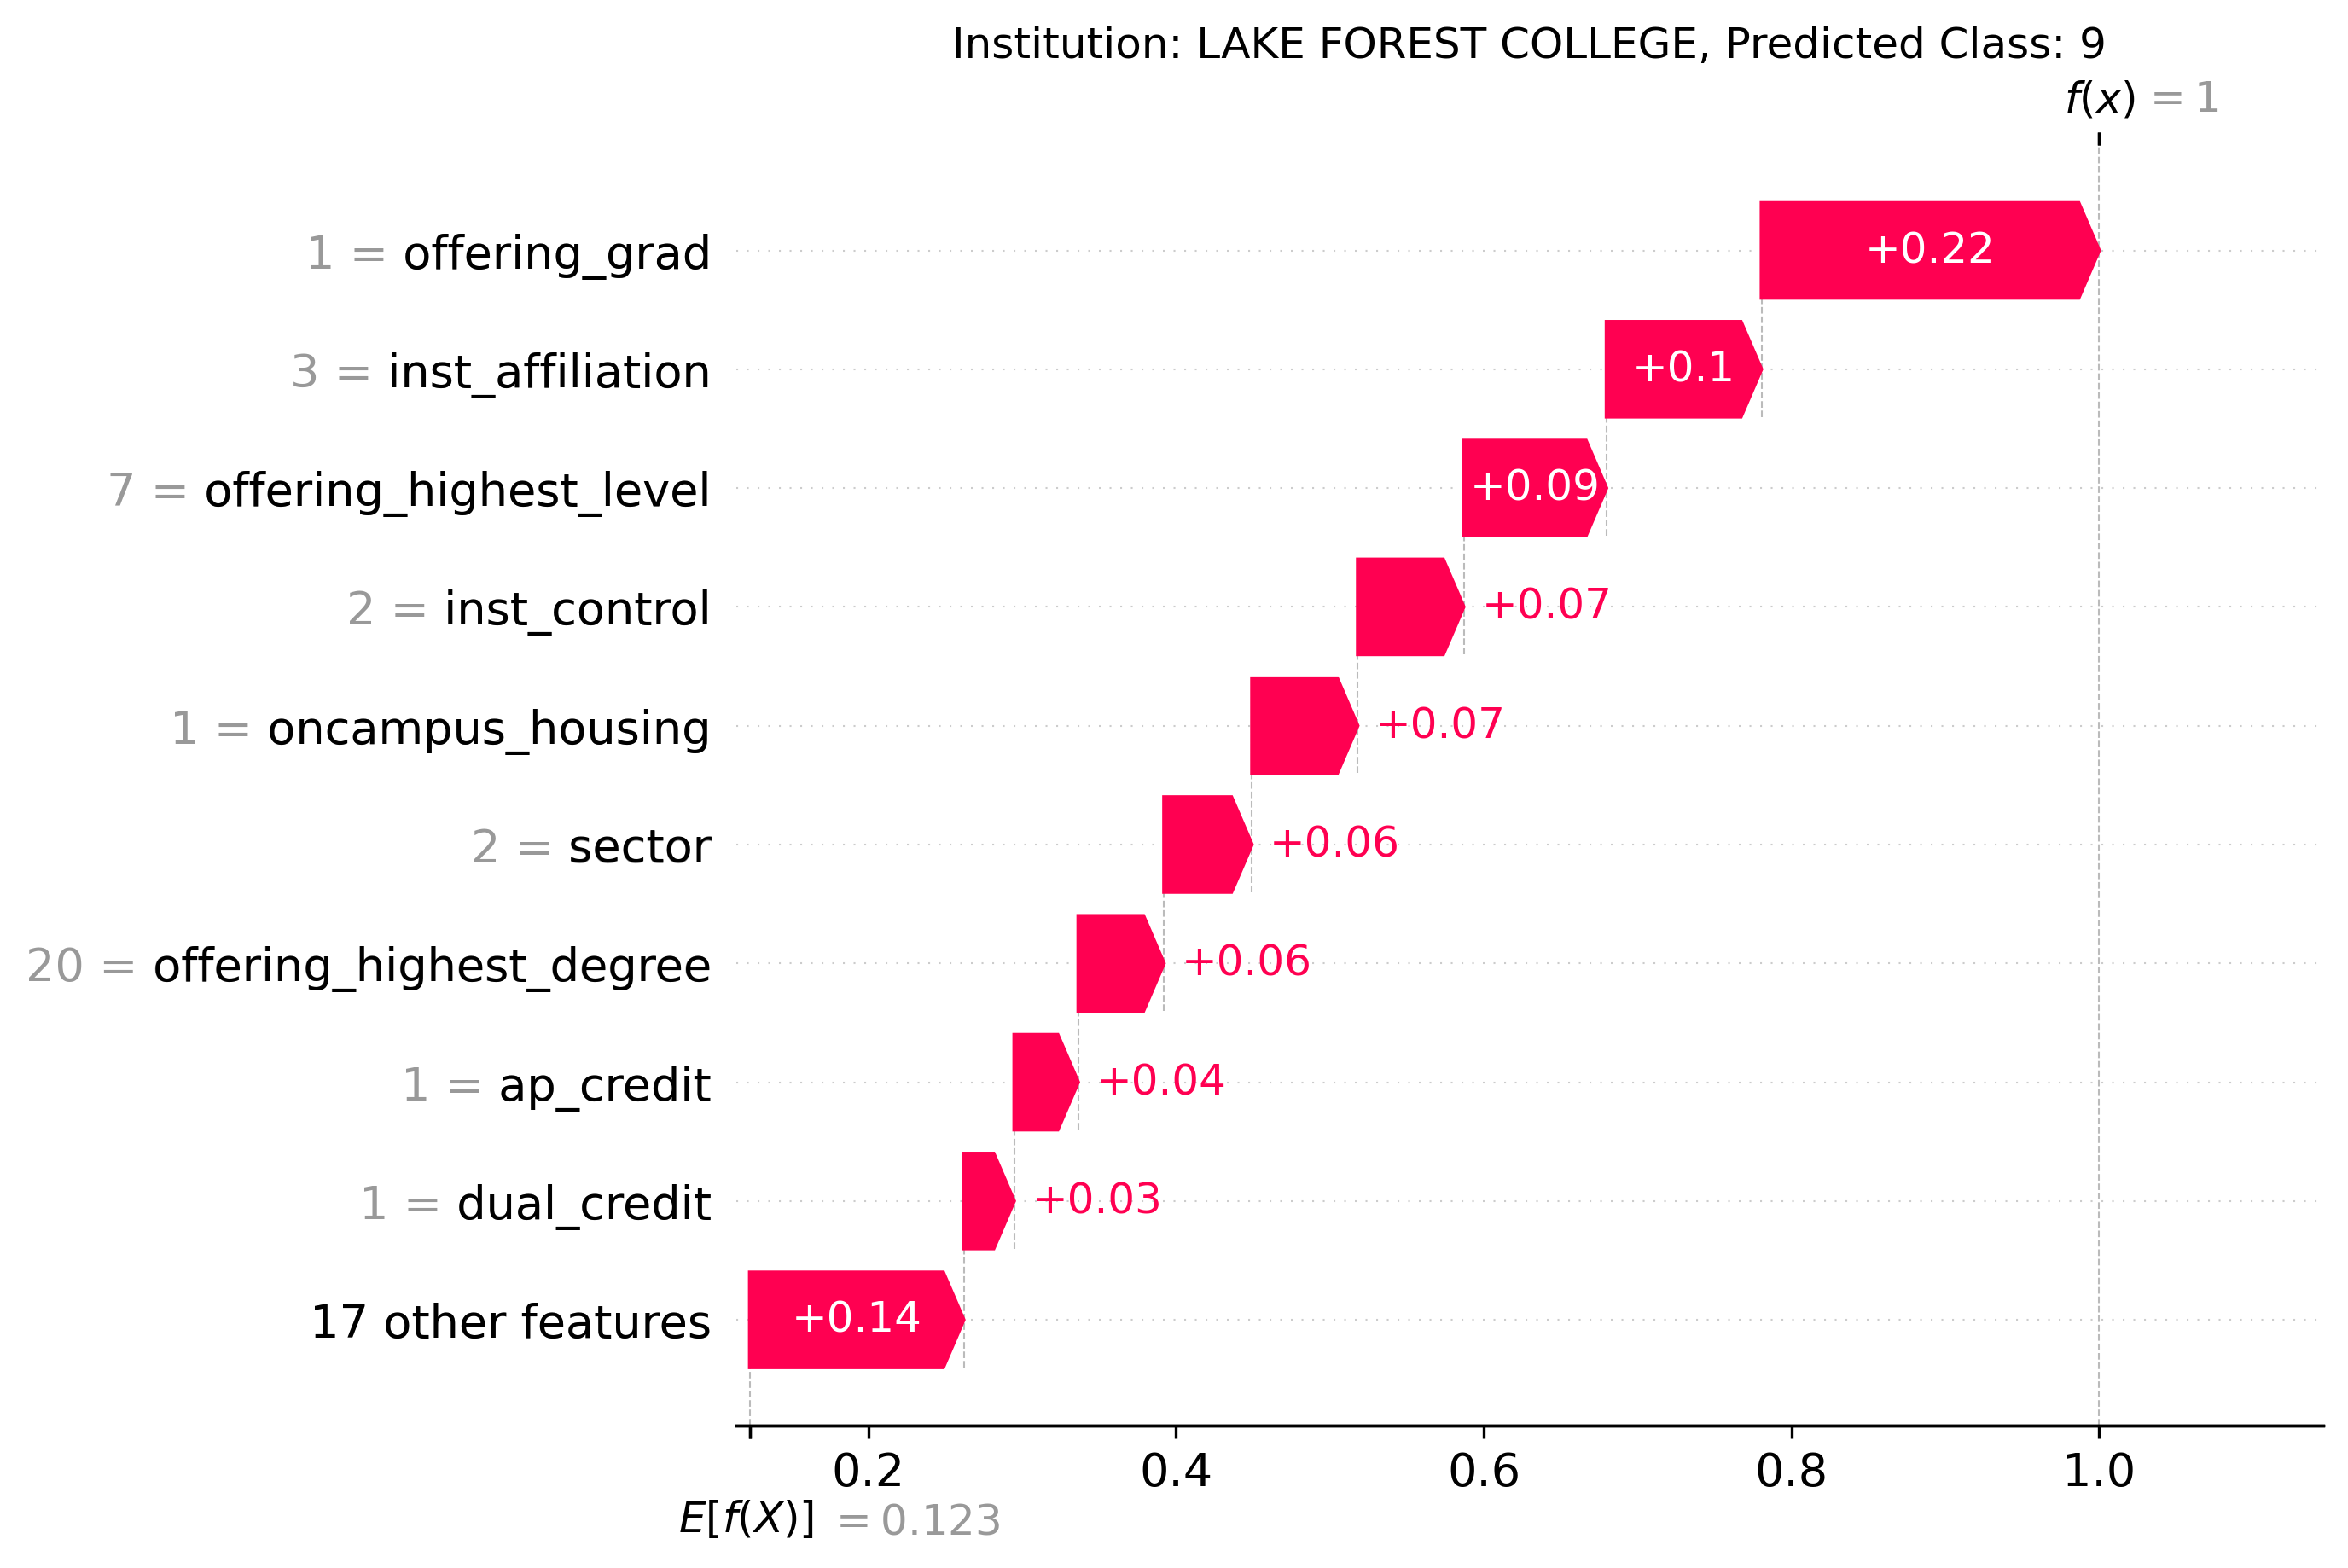 Institution: LAKE FOREST COLLEGE, Predicted Class: 9
f(x) = 1
1 = offering_grad +0.22
3 = inst_affiliation +0.1
7 = offering_highest_level +0.09
2 = inst_control +0.07
1 = oncampus_housing +0.07
2 = sector +0.06
20 = offering_highest_degree +0.06
1 = ap_credit +0.04
1 = dual_credit +0.03
17 other features +0.14
0.2 0.4 0.6 0.8 1.0
E[f(X)] = 0.123